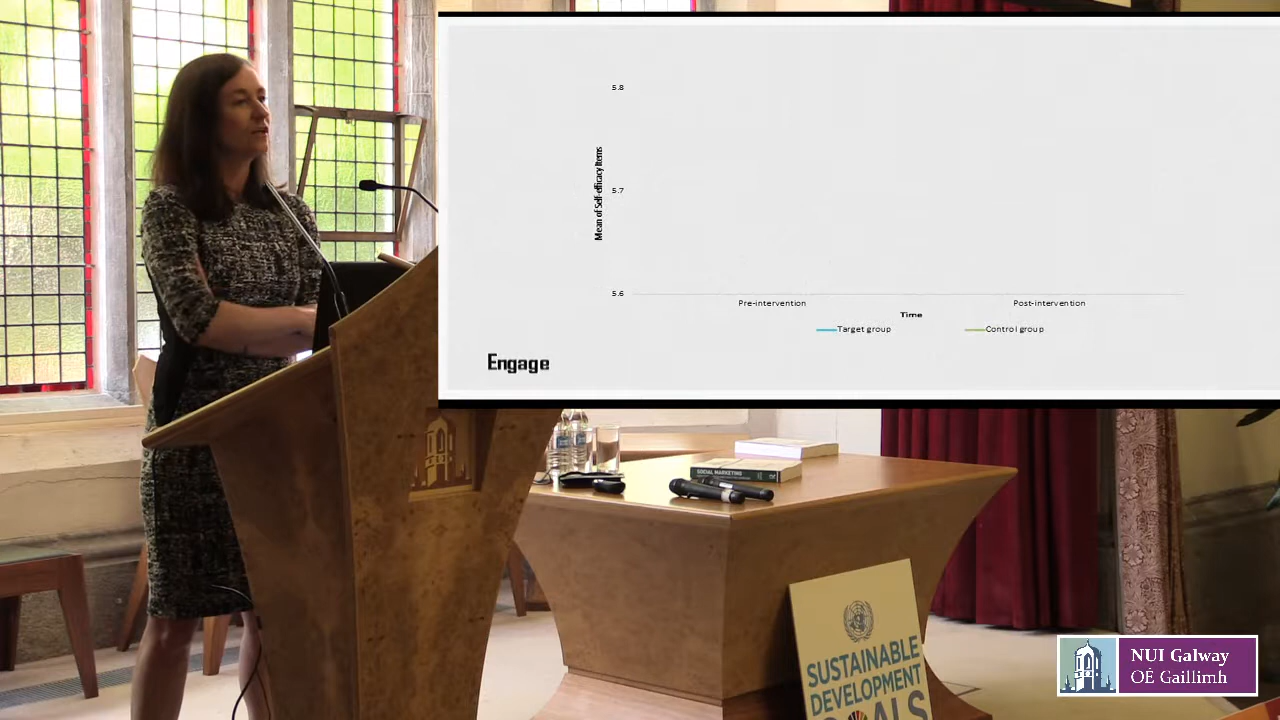 5.8
5.7
5.6
Mean of Self-efficacy Items
Pre-intervention
Post-intervention
Time
Target group
Control group
Engage
SOCIAL MARKETING
SUSTAINABLE
DEVELOPMENT
GOALS
NUI Galway
OÉ Gaillimh